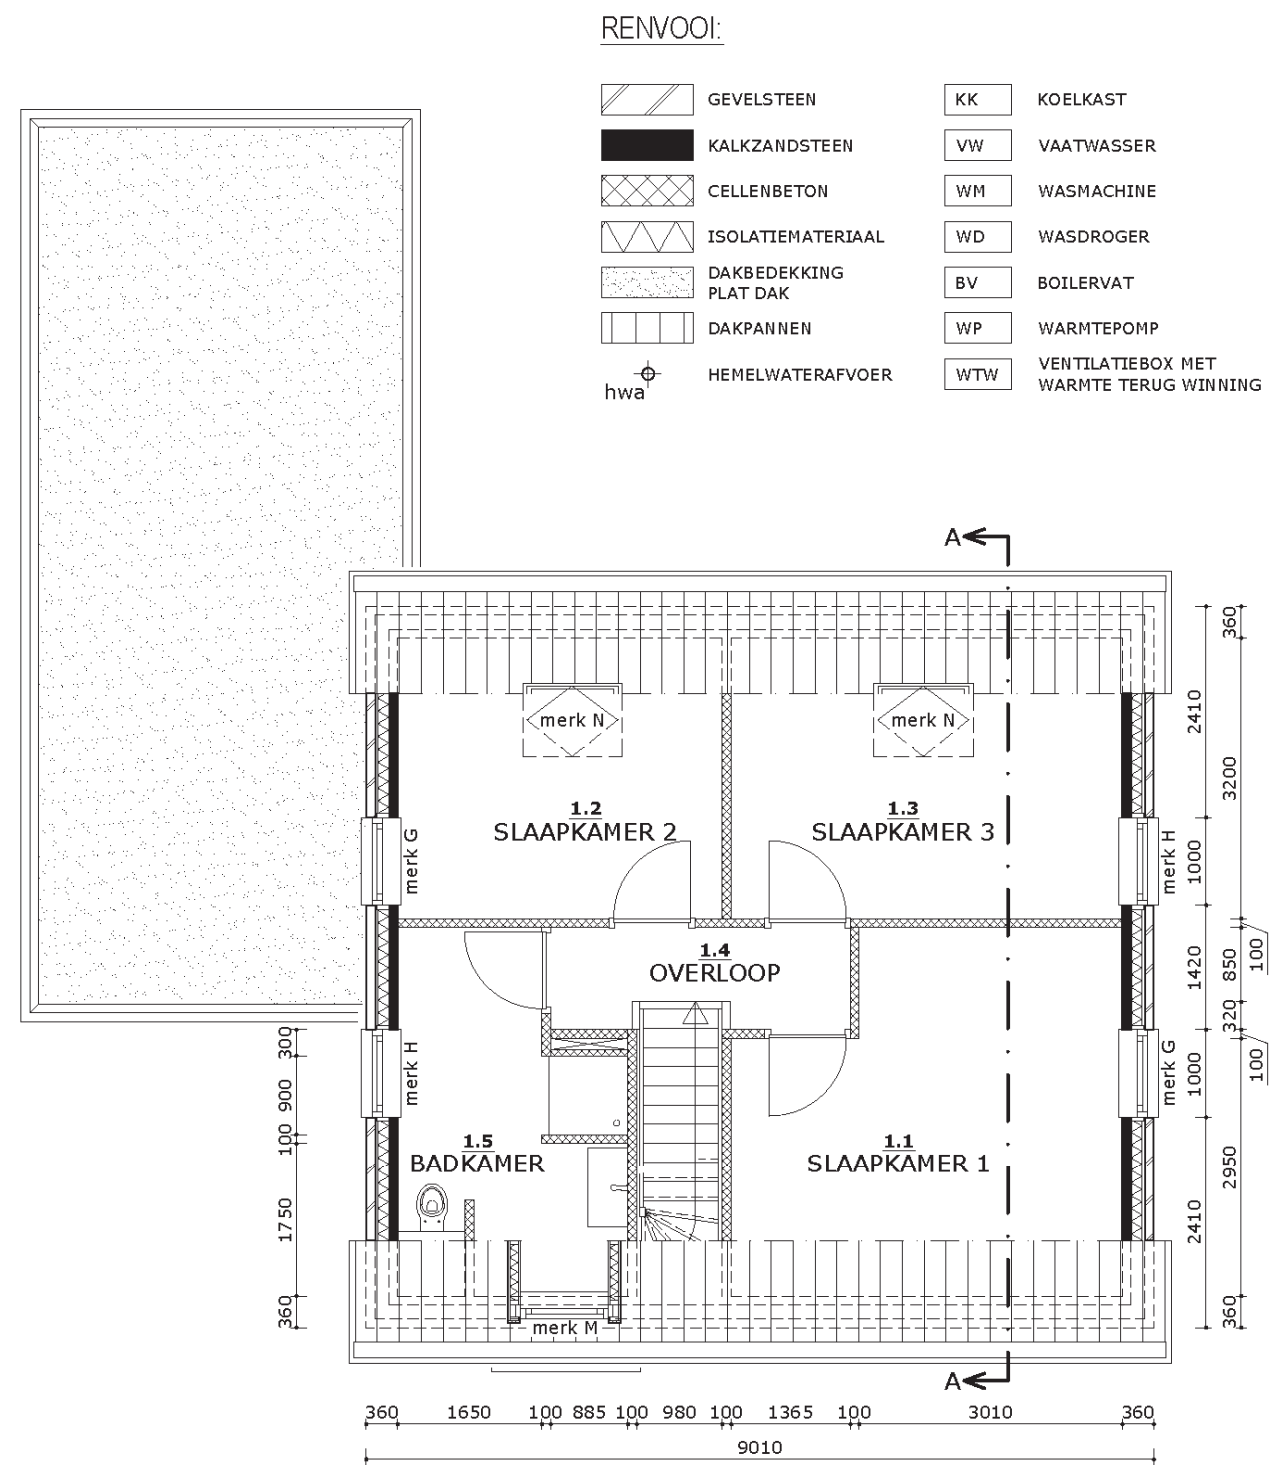 RENVOOI:
GEVELSTEEN
KALKZANDSTEEN
CELLENBETON
ISOLATIEMATERIAAL
DAKBEDEKKING
PLAT DAK
DAKPANNEN
hwa
HEMELWATERAFVOER
KK KOELKAST
VW VAATWASSER
WM WASMACHINE
WD WASDROGER
BV BOILERVAT
WP WARMTEPOMP
WTW VENTILATIEBOX MET
WARMTE TERUG WINNING
A
merk N
merk N
1.2
SLAAPKAMER 2
1.3
SLAAPKAMER 3
merk G
merk H
1.4
OVERLOOP
merk H
merk G
1.5
BADKAMER
1.1
SLAAPKAMER 1
merk M
A
300
900
100
1750
360
2410
1000
1420
1000
2410
360
3200
100
850
320
100
2950
360
360 1650 100 885 100 980 100 1365 100 3010 360
9010